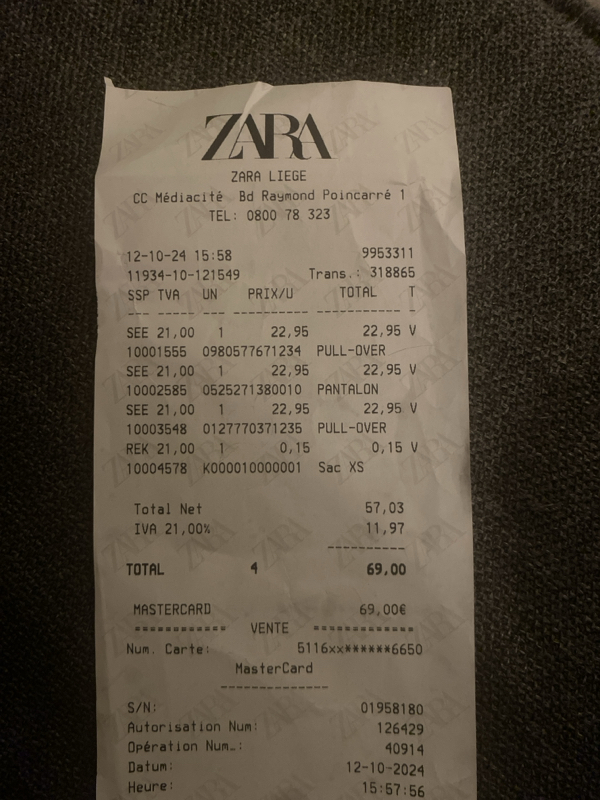 ZARA
ZARA LIEGE
CC Médiacité Bd Raymond Poincarré 1
TEL: 0800 78 323
12-10-24 15:58 9953311
11934-10-121549 Trans.: 318865
SSP TVA UN PRIX/U TOTAL T
--- ----- --- ---------- ----------- -
SEE 21,00 1 22,95 22,95 V
10001555 0980577671234 PULL-OVER
SEE 21,00 1 22,95 22,95 V
10002585 0525271380010 PANTALON
SEE 21,00 1 22,95 22,95 V
10003548 0127770371235 PULL-OVER
REK 21,00 1 0,15 0,15 V
10004578 K000010000001 Sac XS
Total Net 57,03
IVA 21,00% 11,97
----------
TOTAL 4 69,00
MASTERCARD 69,00€
============ VENTE =============
Num. Carte: 5116xx******6650
MasterCard
--------------
S/N: 01958180
Autorisation Num: 126429
Opération Num.: 40914
Datum: 12-10-2024
Heure: 15:57:56